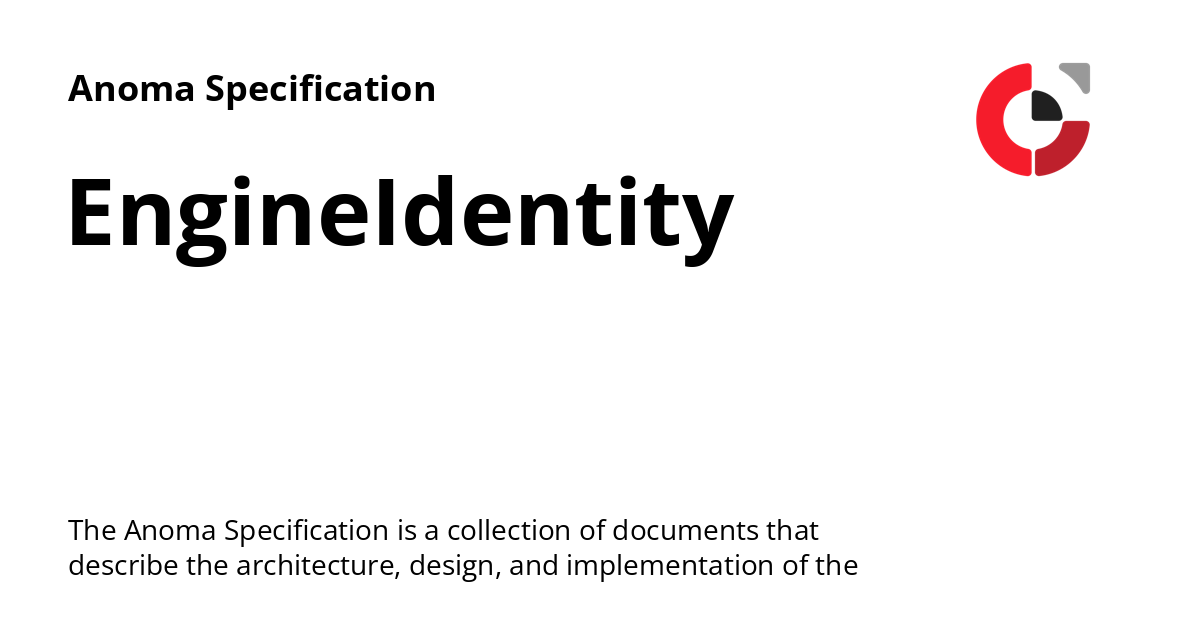 Anoma Specification
EngineIdentity
The Anoma Specification is a collection of documents that
describe the architecture, design, and implementation of the